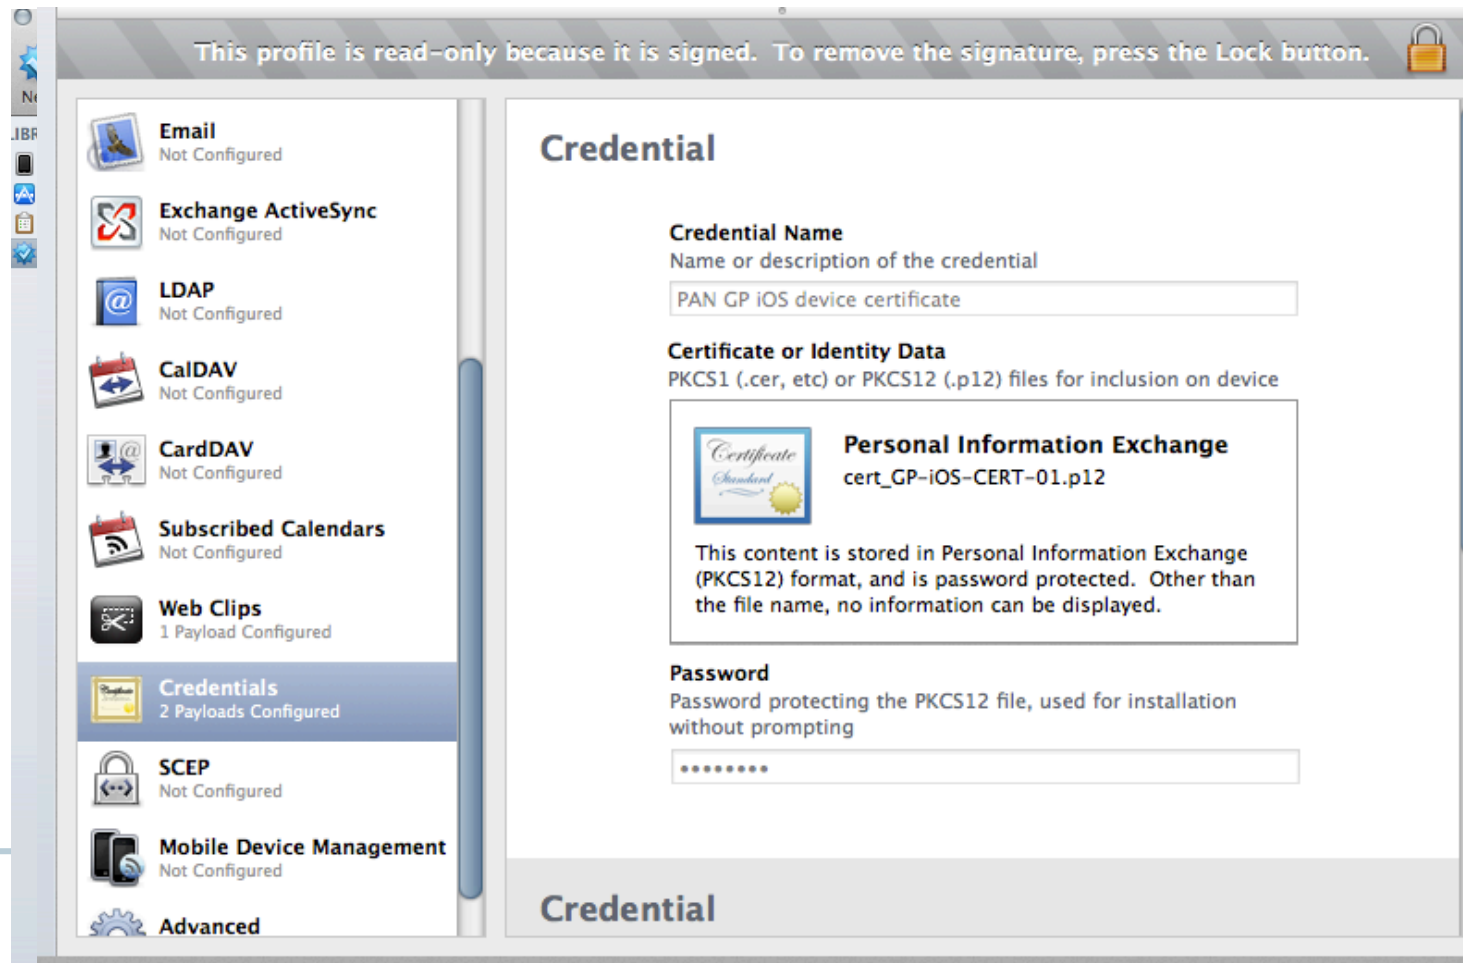 This profile is read-only because it is signed. To remove the signature, press the Lock button.
Email
Not Configured
Exchange ActiveSync
Not Configured
LDAP
Not Configured
CalDAV
Not Configured
CardDAV
Not Configured
Subscribed Calendars
Not Configured
Web Clips
1 Payload Configured
Credentials
2 Payloads Configured
SCEP
Not Configured
Mobile Device Management
Not Configured
Advanced
Credential
Credential Name
Name or description of the credential
PAN GP iOS device certificate
Certificate or Identity Data
PKCS1 (.cer, etc) or PKCS12 (.p12) files for inclusion on device
Certificate
Standard
Personal Information Exchange
cert_GP-iOS-CERT-01.p12
This content is stored in Personal Information Exchange
(PKCS12) format, and is password protected. Other than
the file name, no information can be displayed.
Password
Password protecting the PKCS12 file, used for installation
without prompting
••••••••
Credential